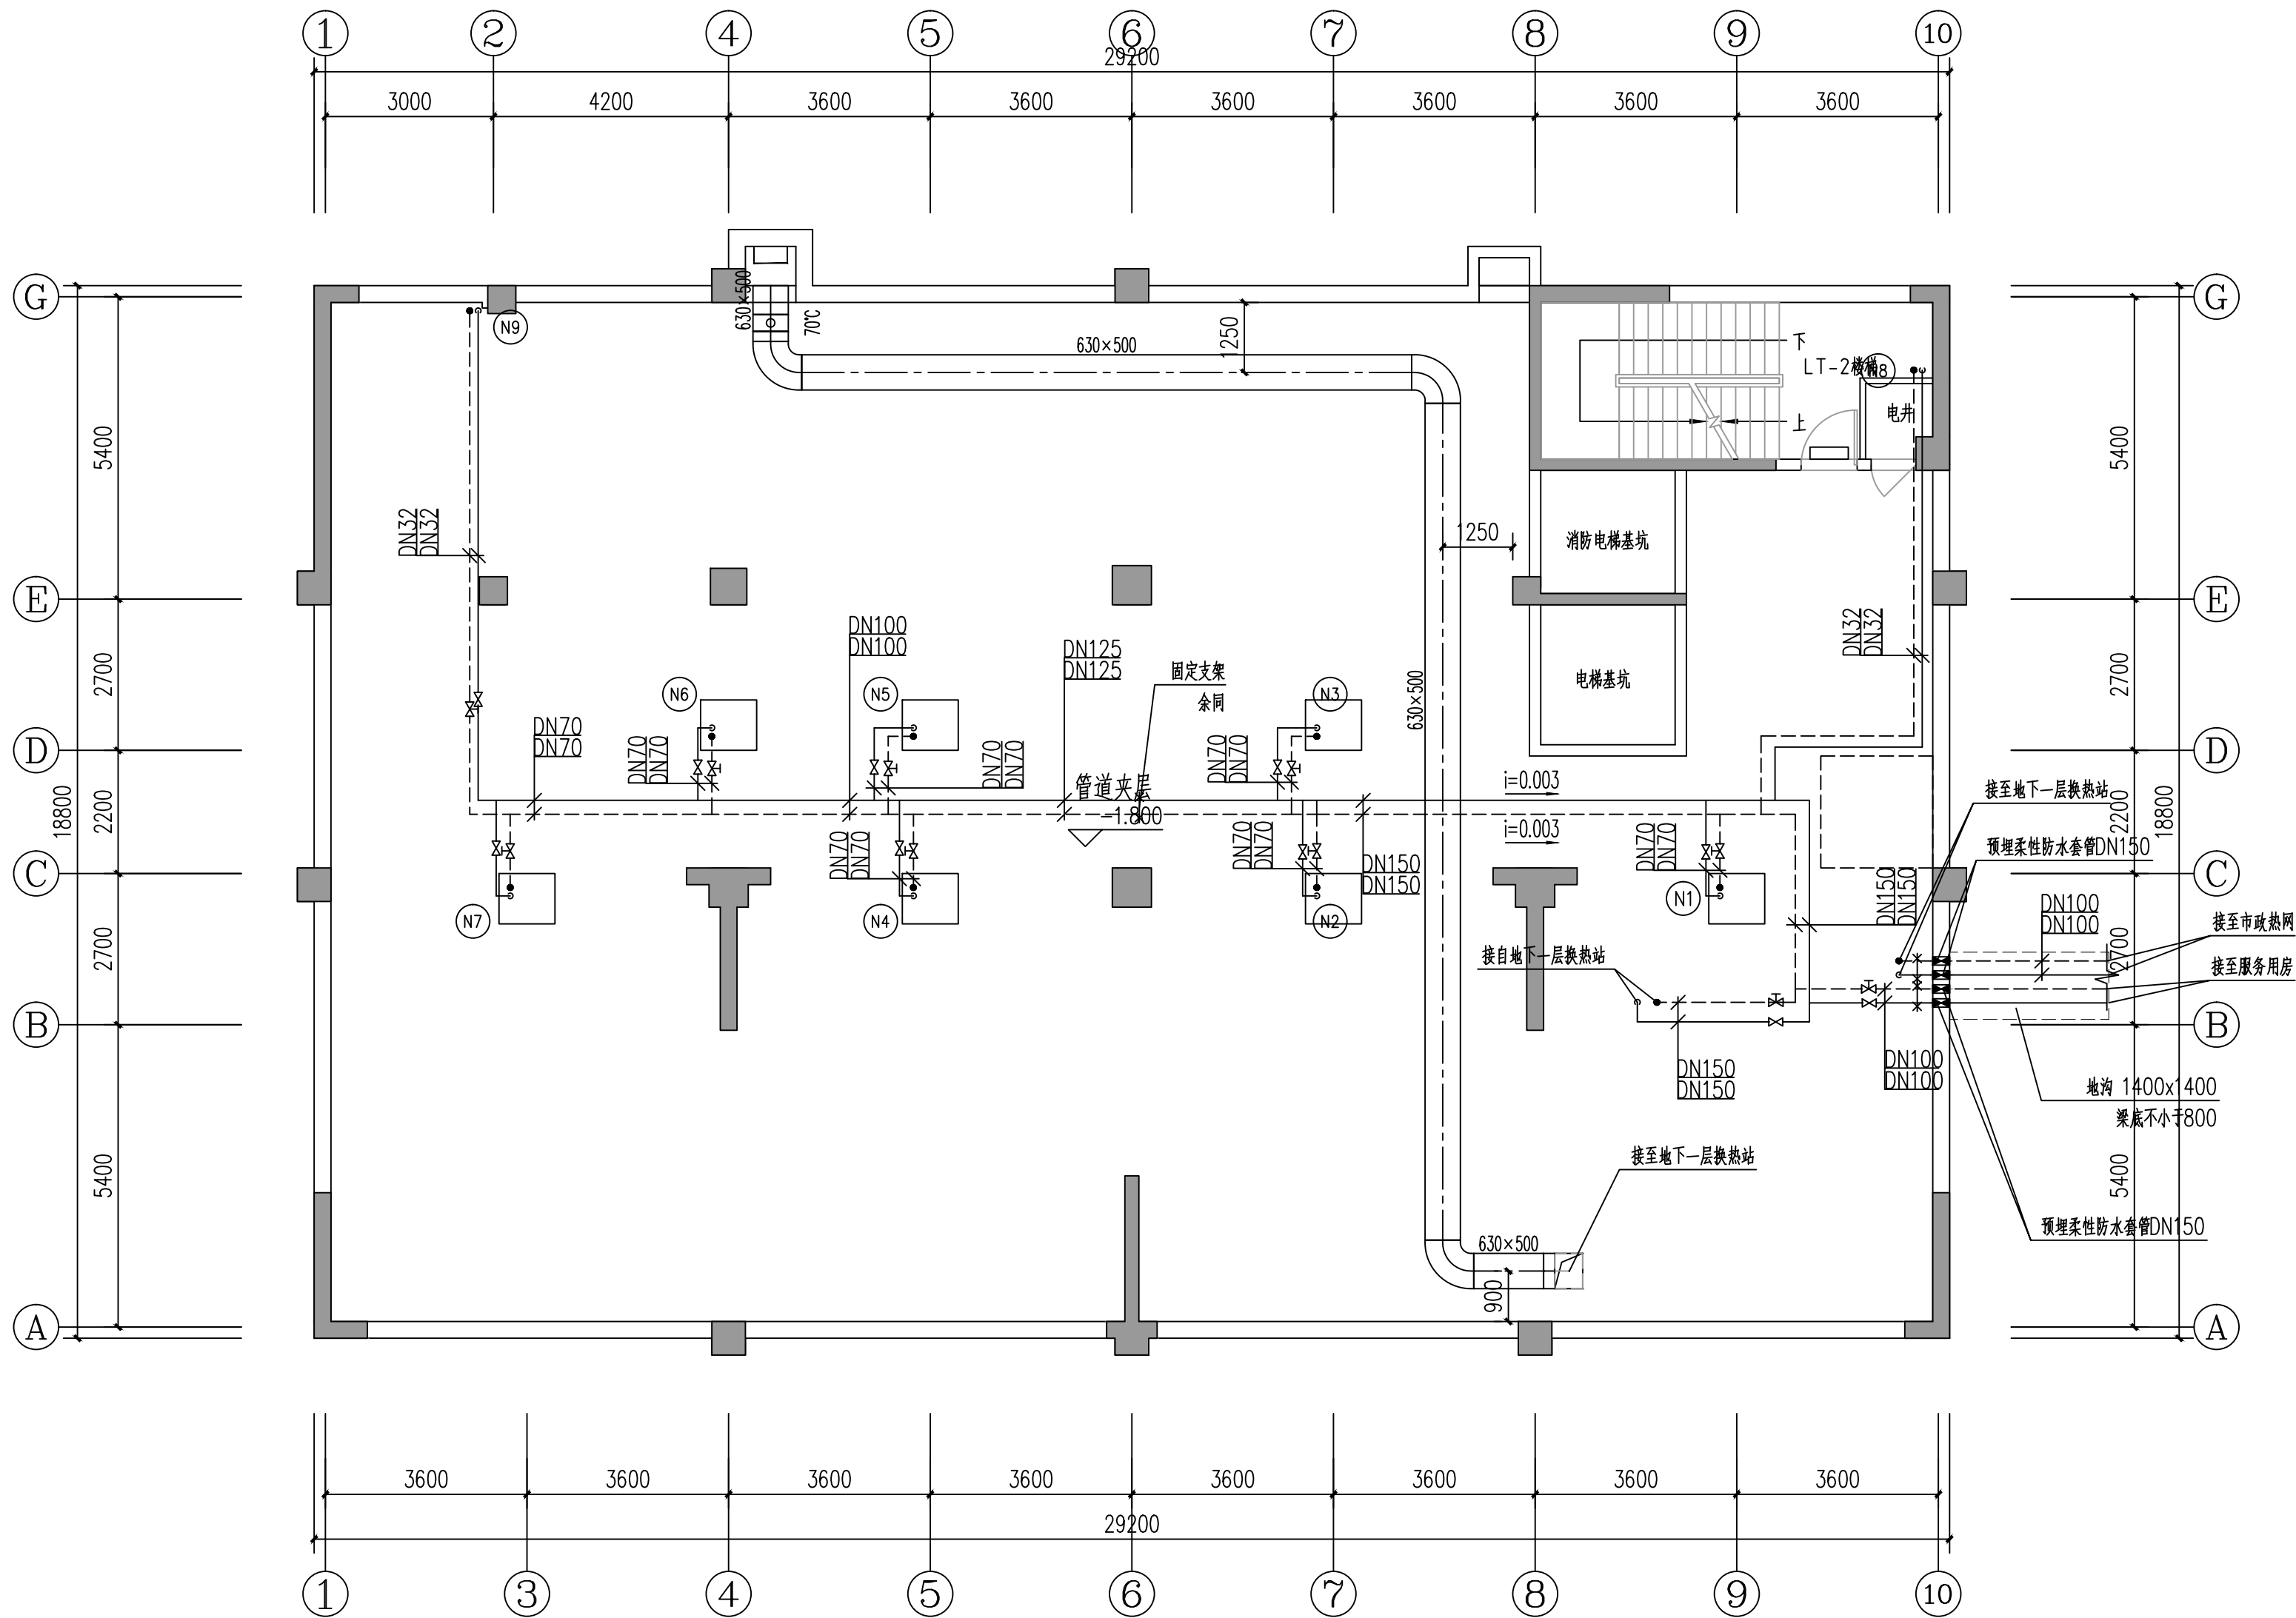 1
2
4
5
6
7
8
9
10
29200
3000
4200
3600
3600
3600
3600
3600
3600
G
G
630×500
70℃
N9
1250
630×500
下
LT-2楼梯
N8
上
电井
5400
5400
DN32
DN32
1250
消防电梯基坑
E
E
DN100
DN100
DN125
DN125
DN32
DN32
固定支架
余同
电梯基坑
2700
2700
N6
N5
N3
630×500
DN70
DN70
D
D
DN70
DN70
DN70
DN70
DN70
DN70
管道夹层
-1.800
i=0.003
i=0.003
接至地下一层换热站
18800
2200
2200
18800
预埋柔性防水套管DN150
DN70
DN70
DN70
DN70
DN70
DN70
DN150
DN150
C
C
N7
N4
N2
N1
DN150
DN150
DN100
DN100
接至市政热网
2700
2700
接自地下一层换热站
接至服务用房
B
B
DN150
DN150
DN100
DN100
地沟 1400x1400
梁底不小于800
接至地下一层换热站
5400
5400
预埋柔性防水套管DN150
630×500
900
A
A
3600
3600
3600
3600
3600
3600
3600
3600
29200
1
3
4
5
6
7
8
9
10